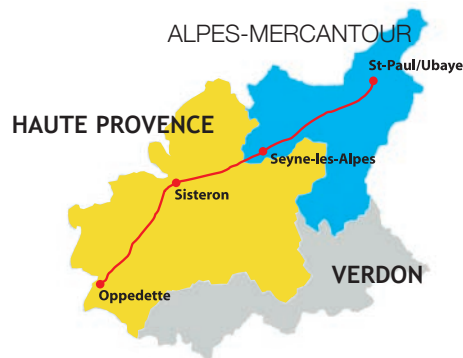 ALPES-MERCANTOUR
St-Paul/Ubaye
HAUTE PROVENCE
Seyne-les-Alpes
Sisteron
VERDON
Oppedette